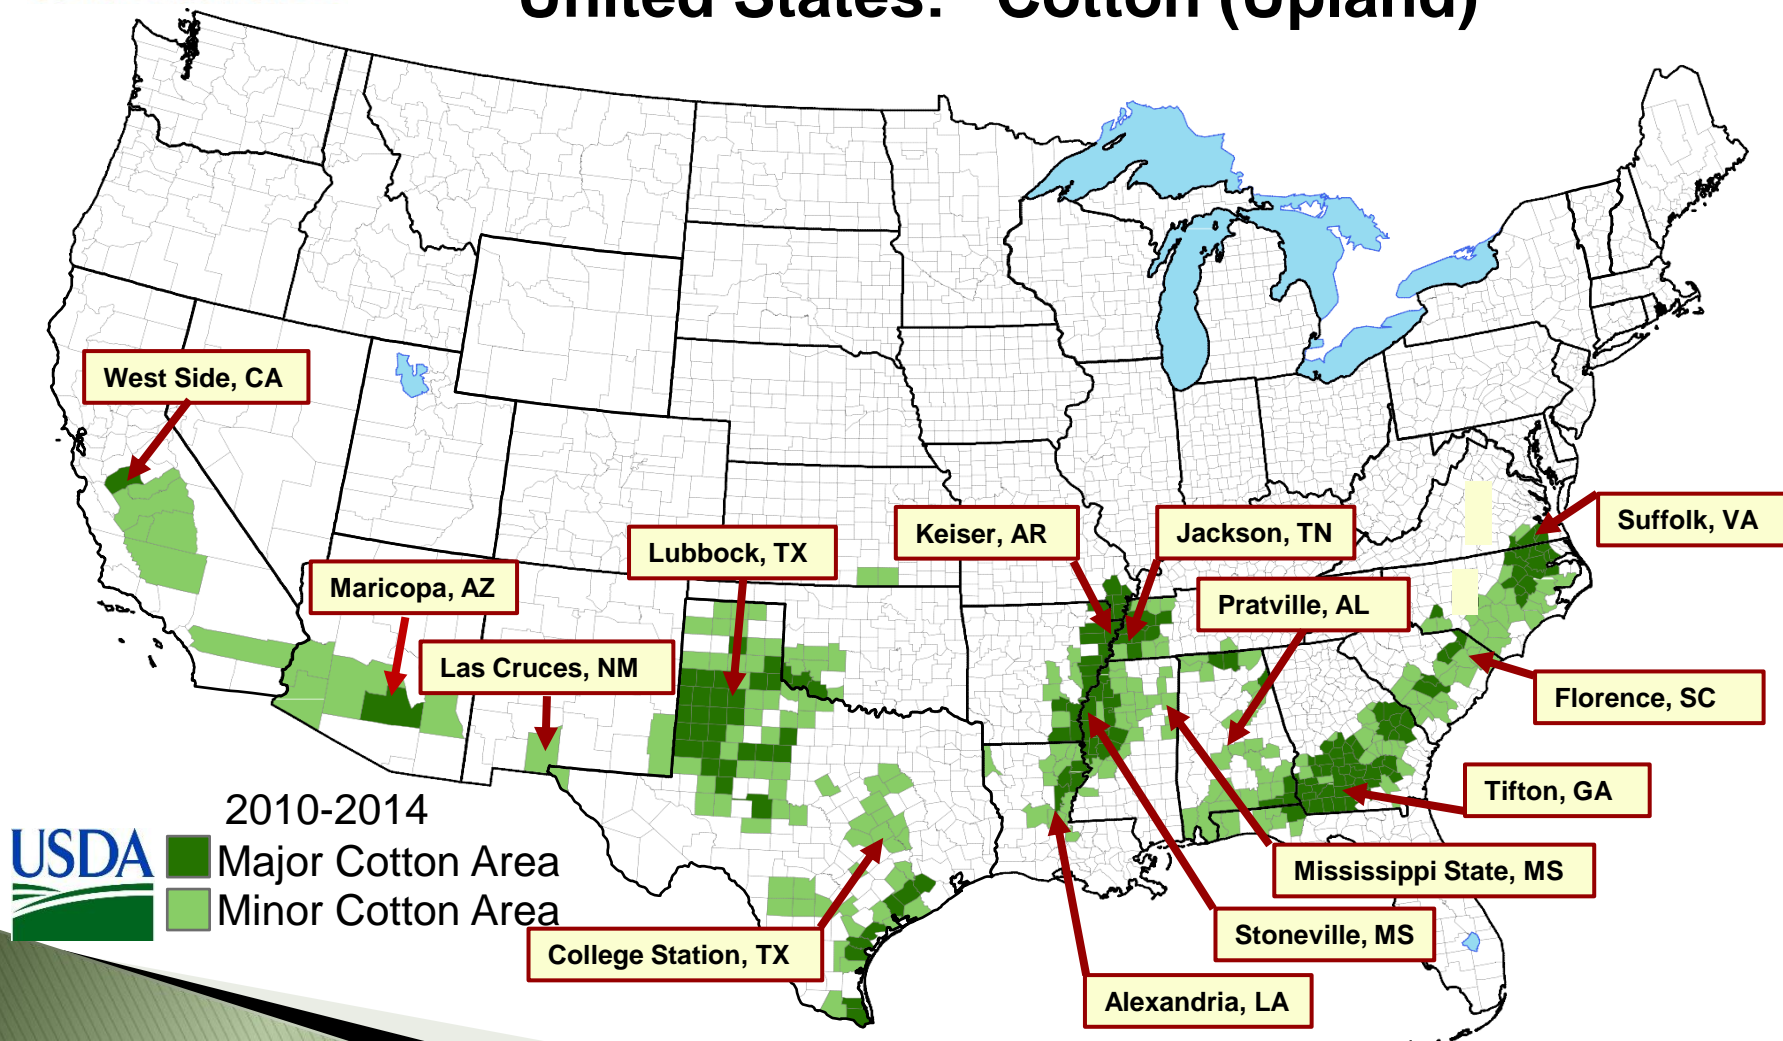 United States: Cotton (Upland)
West Side, CA
Maricopa, AZ
Las Cruces, NM
Lubbock, TX
Keiser, AR
Jackson, TN
Pratville, AL
Suffolk, VA
Florence, SC
Tifton, GA
Mississippi State, MS
Stoneville, MS
Alexandria, LA
College Station, TX
2010-2014
USDA
Major Cotton Area
Minor Cotton Area